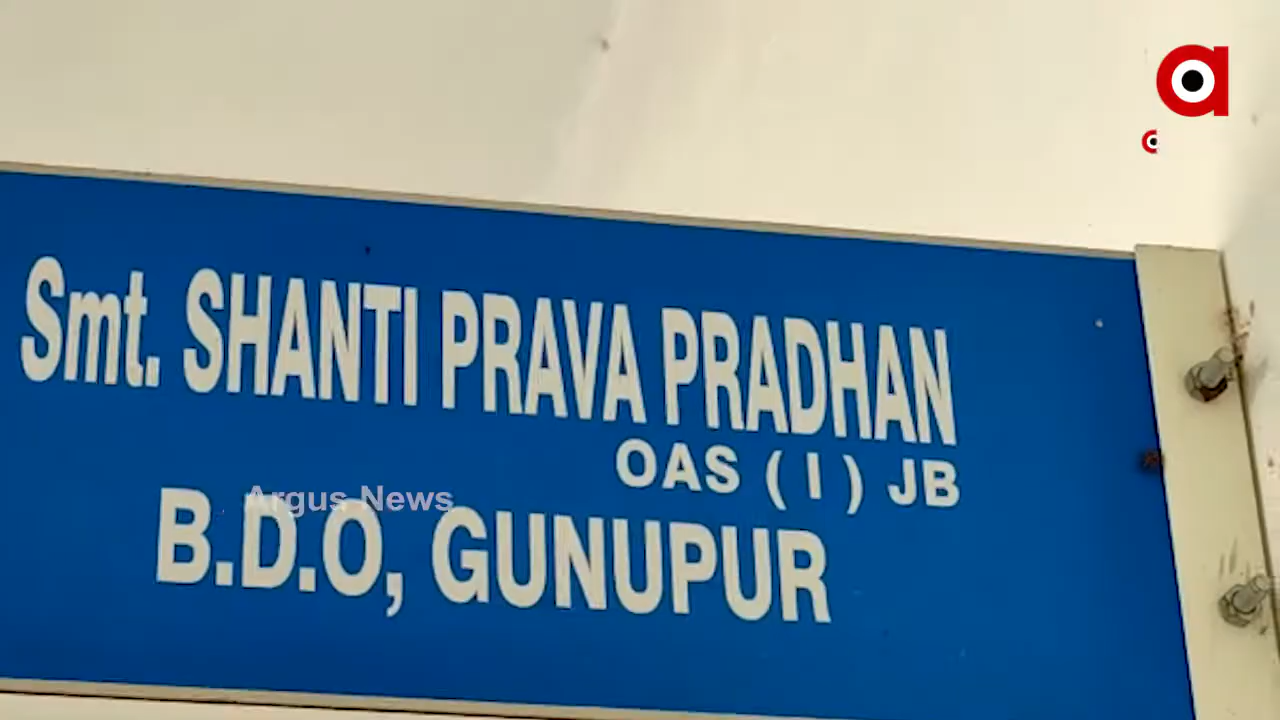 Smt. SHANTI PRAVA PRADHAN
OAS ( I ) JB
Argus News
B.D.O, GUNUPUR